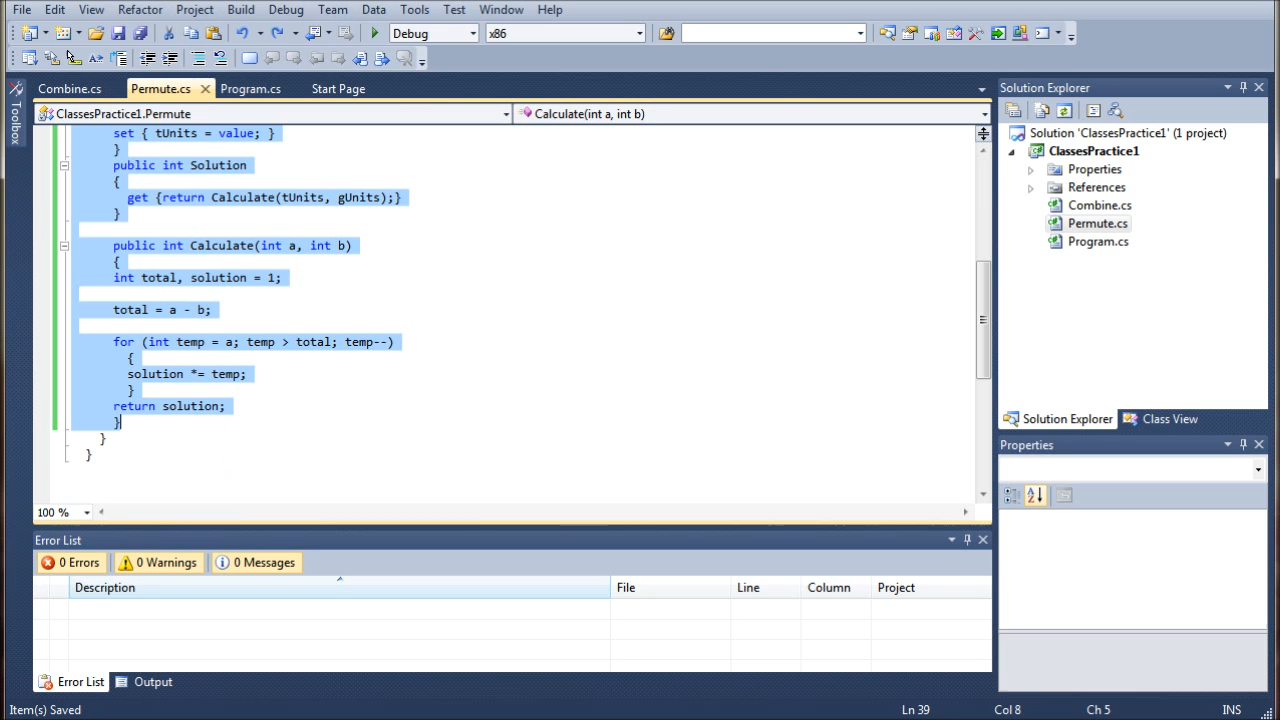 File Edit View Refactor Project Build Debug Team Data Tools Test Window Help
Debug x86
Combine.cs Permute.cs Program.cs Start Page
ClassesPractice1.Permute Calculate(int a, int b)
Toolbox
set { tUnits = value; }
}
public int Solution
{
get {return Calculate(tUnits, gUnits);}
}
public int Calculate(int a, int b)
{
int total, solution = 1;
total = a - b;
for (int temp = a; temp > total; temp--)
{
solution *= temp;
}
return solution;
}
}
}
100 %
Solution Explorer
Solution 'ClassesPractice1' (1 project)
ClassesPractice1
Properties
References
Combine.cs
Permute.cs
Program.cs
Solution Explorer Class View
Properties
Error List
0 Errors 0 Warnings 0 Messages
Description File Line Column Project
Error List Output
Item(s) Saved Ln 39 Col 8 Ch 5 INS